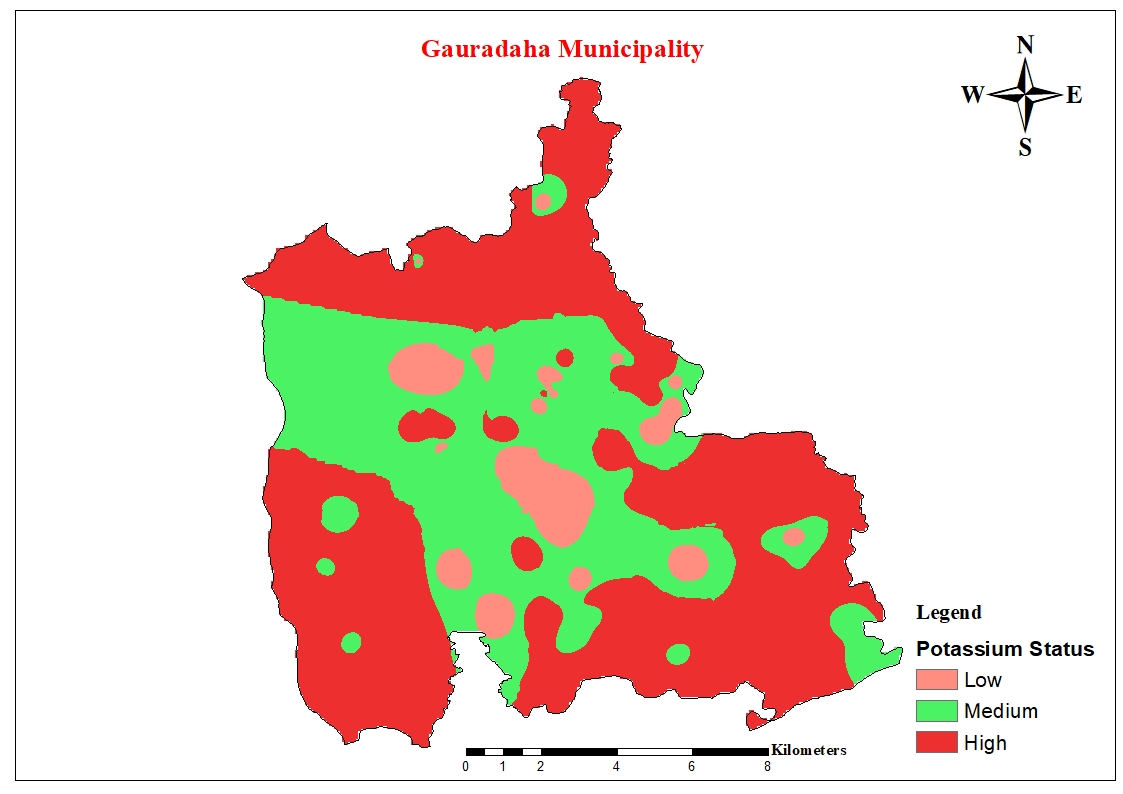 Gauradaha Municipality
N
W E
S
Legend
Potassium Status
Low
Medium
High
Kilometers
0 1 2 4 6 8